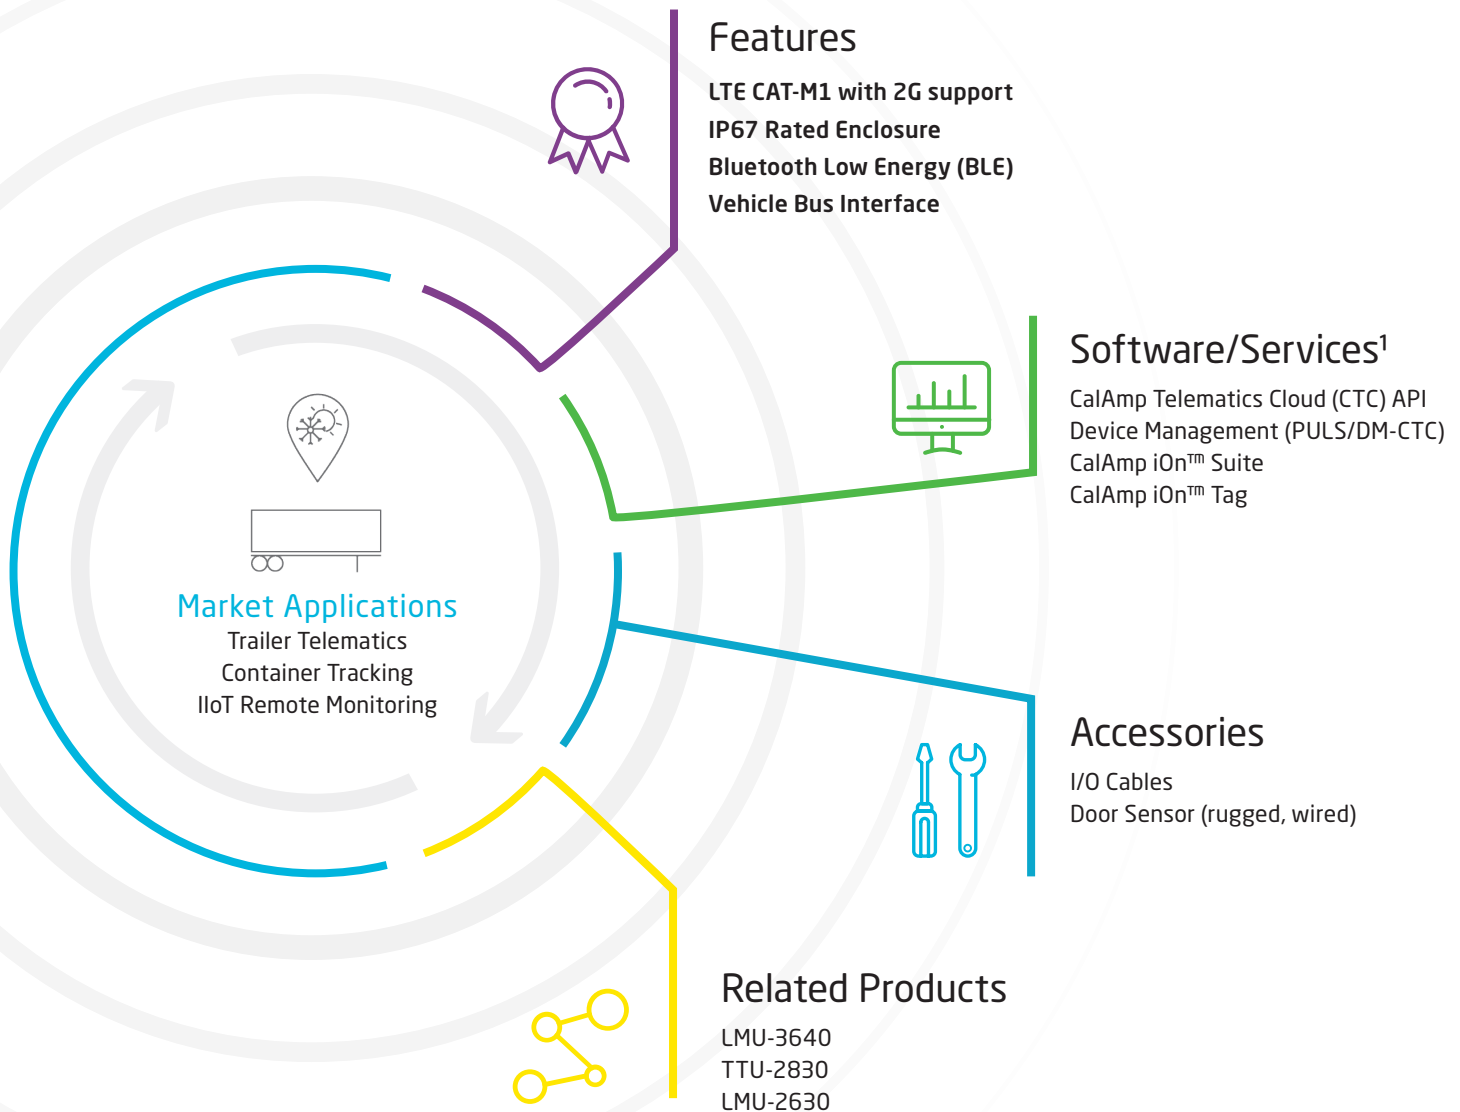 Features
LTE CAT-M1 with 2G support
IP67 Rated Enclosure
Bluetooth Low Energy (BLE)
Vehicle Bus Interface
Software/Services¹
CalAmp Telematics Cloud (CTC) API
Device Management (PULS/DM-CTC)
CalAmp iOn™ Suite
CalAmp iOn™ Tag
Market Applications
Trailer Telematics
Container Tracking
IIoT Remote Monitoring
Accessories
I/O Cables
Door Sensor (rugged, wired)
Related Products
LMU-3640
TTU-2830
LMU-2630